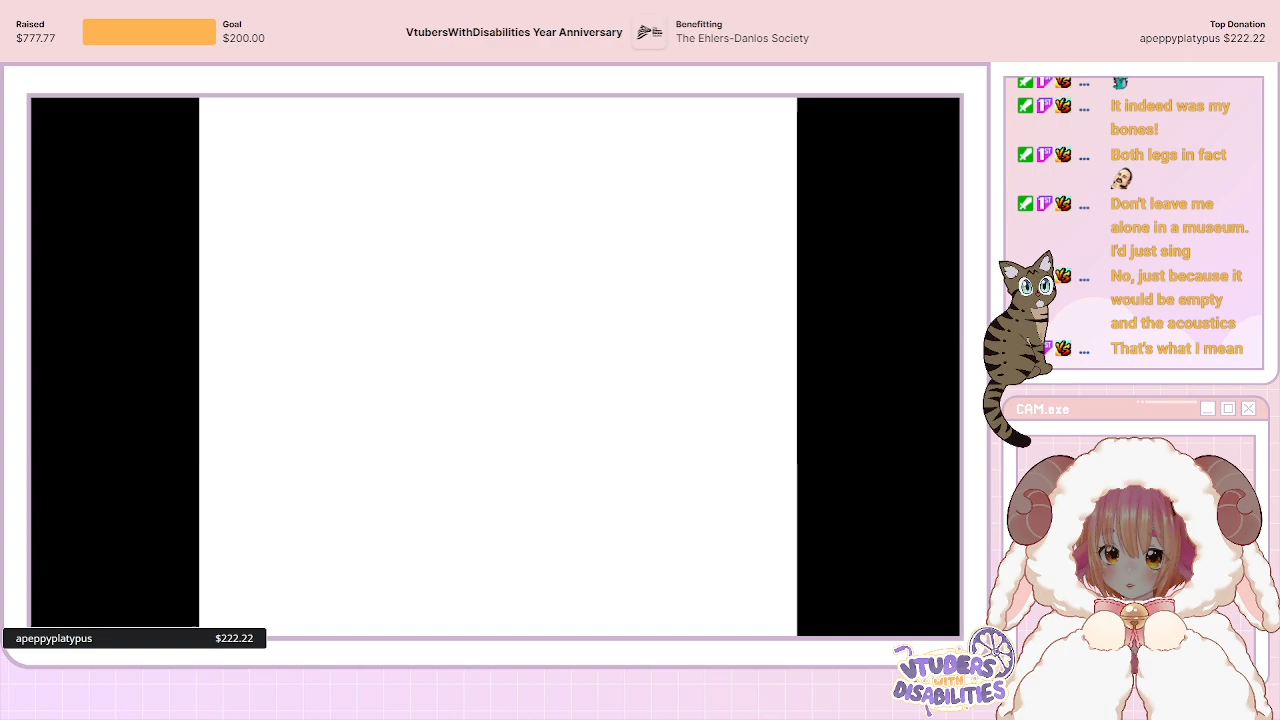 Raised
$777.77
Goal
$200.00
VtubersWithDisabilities Year Anniversary
Benefitting
The Ehlers-Danlos Society
Top Donation
apeppyplatypus $222.22
...
... It indeed was my
bones!
... Both legs in fact
... Don't leave me
alone in a museum.
I'd just sing
... No, just because it
would be empty
and the acoustics
... That's what I mean
CAM.exe
apeppyplatypus $222.22
VTUBERS
WITH
DISABILITIES